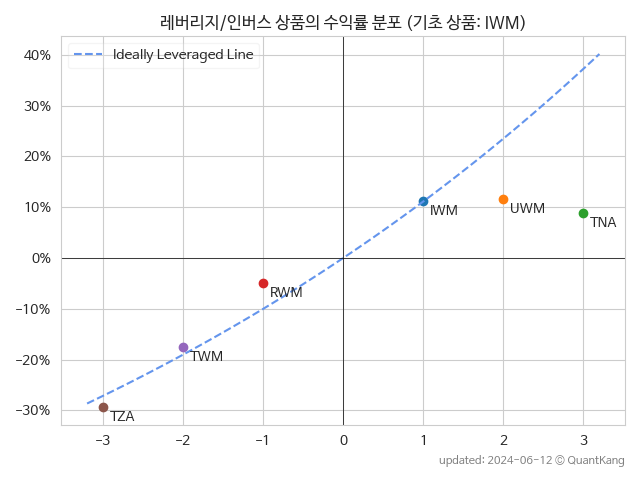 레버리지/인버스 상품의 수익률 분포 (기초 상품: IWM)
Ideally Leveraged Line
40%
30%
20%
10%
0%
−10%
−20%
−30%
IWM
UWM
TNA
RWM
TWM
TZA
−3
−2
−1
0
1
2
3
updated: 2024-06-12 © QuantKang